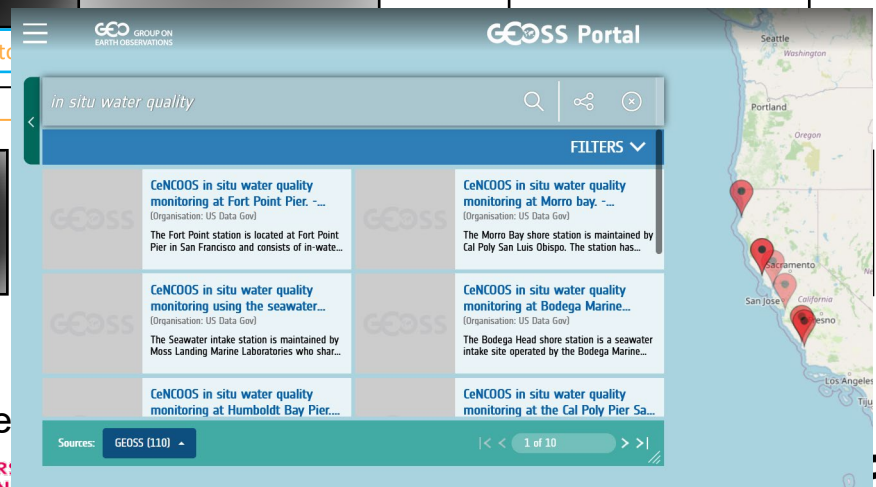 GEO GROUP ON
EARTH OBSERVATIONS
GEOSS Portal
in situ water quality
FILTERS
GEOSS
CeNCOOS in situ water quality
monitoring at Fort Point Pier. -...
(Organisation: US Data Gov)
The Fort Point station is located at Fort Point
Pier in San Francisco and consists of in-wate...
GEOSS
CeNCOOS in situ water quality
monitoring at Morro bay. -...
(Organisation: US Data Gov)
The Morro Bay shore station is maintained by
Cal Poly San Luis Obispo. The station has...
GEOSS
CeNCOOS in situ water quality
monitoring using the seawater...
(Organisation: US Data Gov)
The Seawater intake station is maintained by
Moss Landing Marine Laboratories who shar...
GEOSS
CeNCOOS in situ water quality
monitoring at Bodega Marine...
(Organisation: US Data Gov)
The Bodega Head shore station is a seawater
intake site operated by the Bodega Marine...
CeNCOOS in situ water quality
monitoring at Humboldt Bay Pier....
CeNCOOS in situ water quality
monitoring at the Cal Poly Pier Sa...
Sources: GEOSS (110)
|< < 1 of 10 > >|
Seattle
Washington
Portland
Oregon
Sacramento
San Jose
California
esno
Los Angeles
Tiju